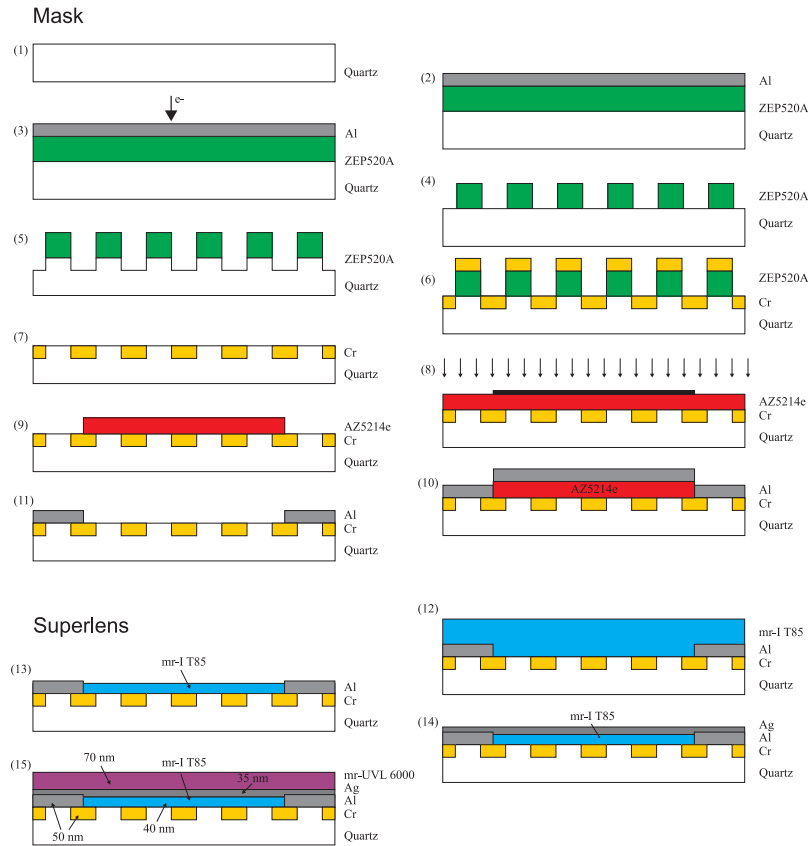 Mask
(1)
Quartz
(2)
Al
ZEP520A
Quartz
e-
(3)
Al
ZEP520A
Quartz
(4)
ZEP520A
Quartz
(5)
ZEP520A
Quartz
(6)
ZEP520A
Cr
Quartz
(7)
Cr
Quartz
(8)
AZ5214e
Cr
Quartz
(9)
AZ5214e
Cr
Quartz
(10)
AZ5214e
Al
Cr
Quartz
(11)
Al
Cr
Quartz
Superlens
(12)
mr-I T85
Al
Cr
Quartz
(13)
mr-I T85
Al
Cr
Quartz
(14)
mr-I T85
Ag
Al
Cr
Quartz
(15)
70 nm
mr-I T85
35 nm
mr-UVL 6000
Ag
Al
Cr
50 nm
40 nm
Quartz